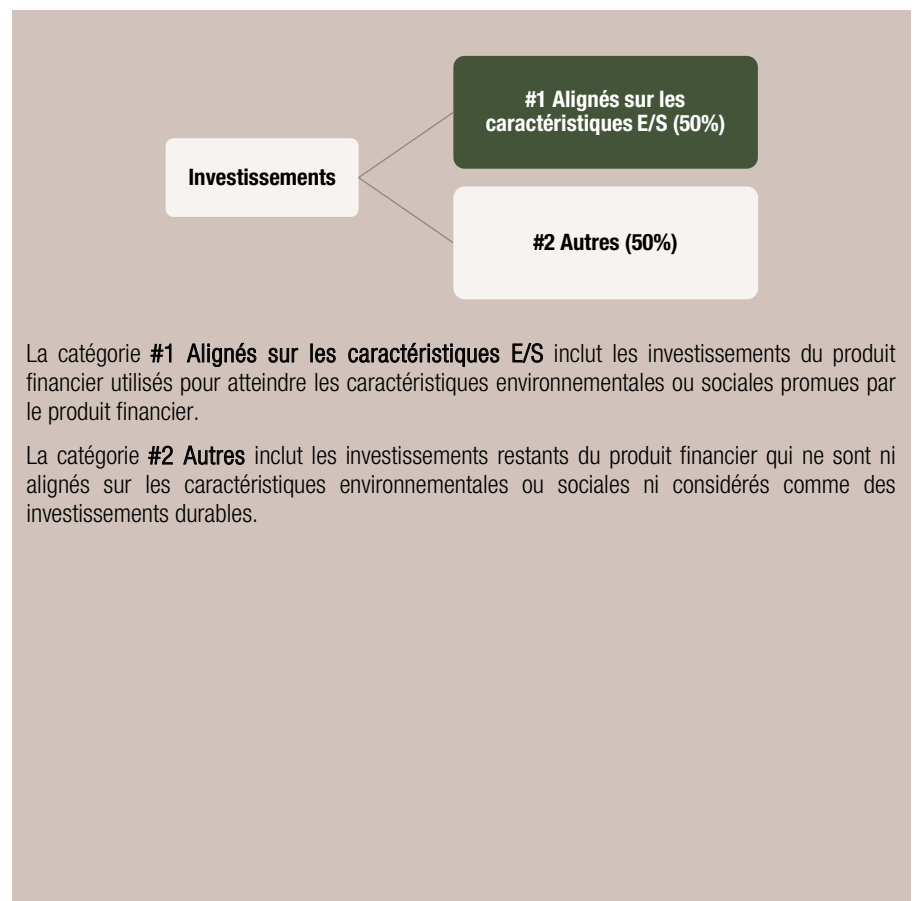 #1 Alignés sur les
caractéristiques E/S (50%)
Investissements
#2 Autres (50%)
La catégorie #1 Alignés sur les caractéristiques E/S inclut les investissements du produit
financier utilisés pour atteindre les caractéristiques environnementales ou sociales promues par
le produit financier.
La catégorie #2 Autres inclut les investissements restants du produit financier qui ne sont ni
alignés sur les caractéristiques environnementales ou sociales ni considérés comme des
investissements durables.